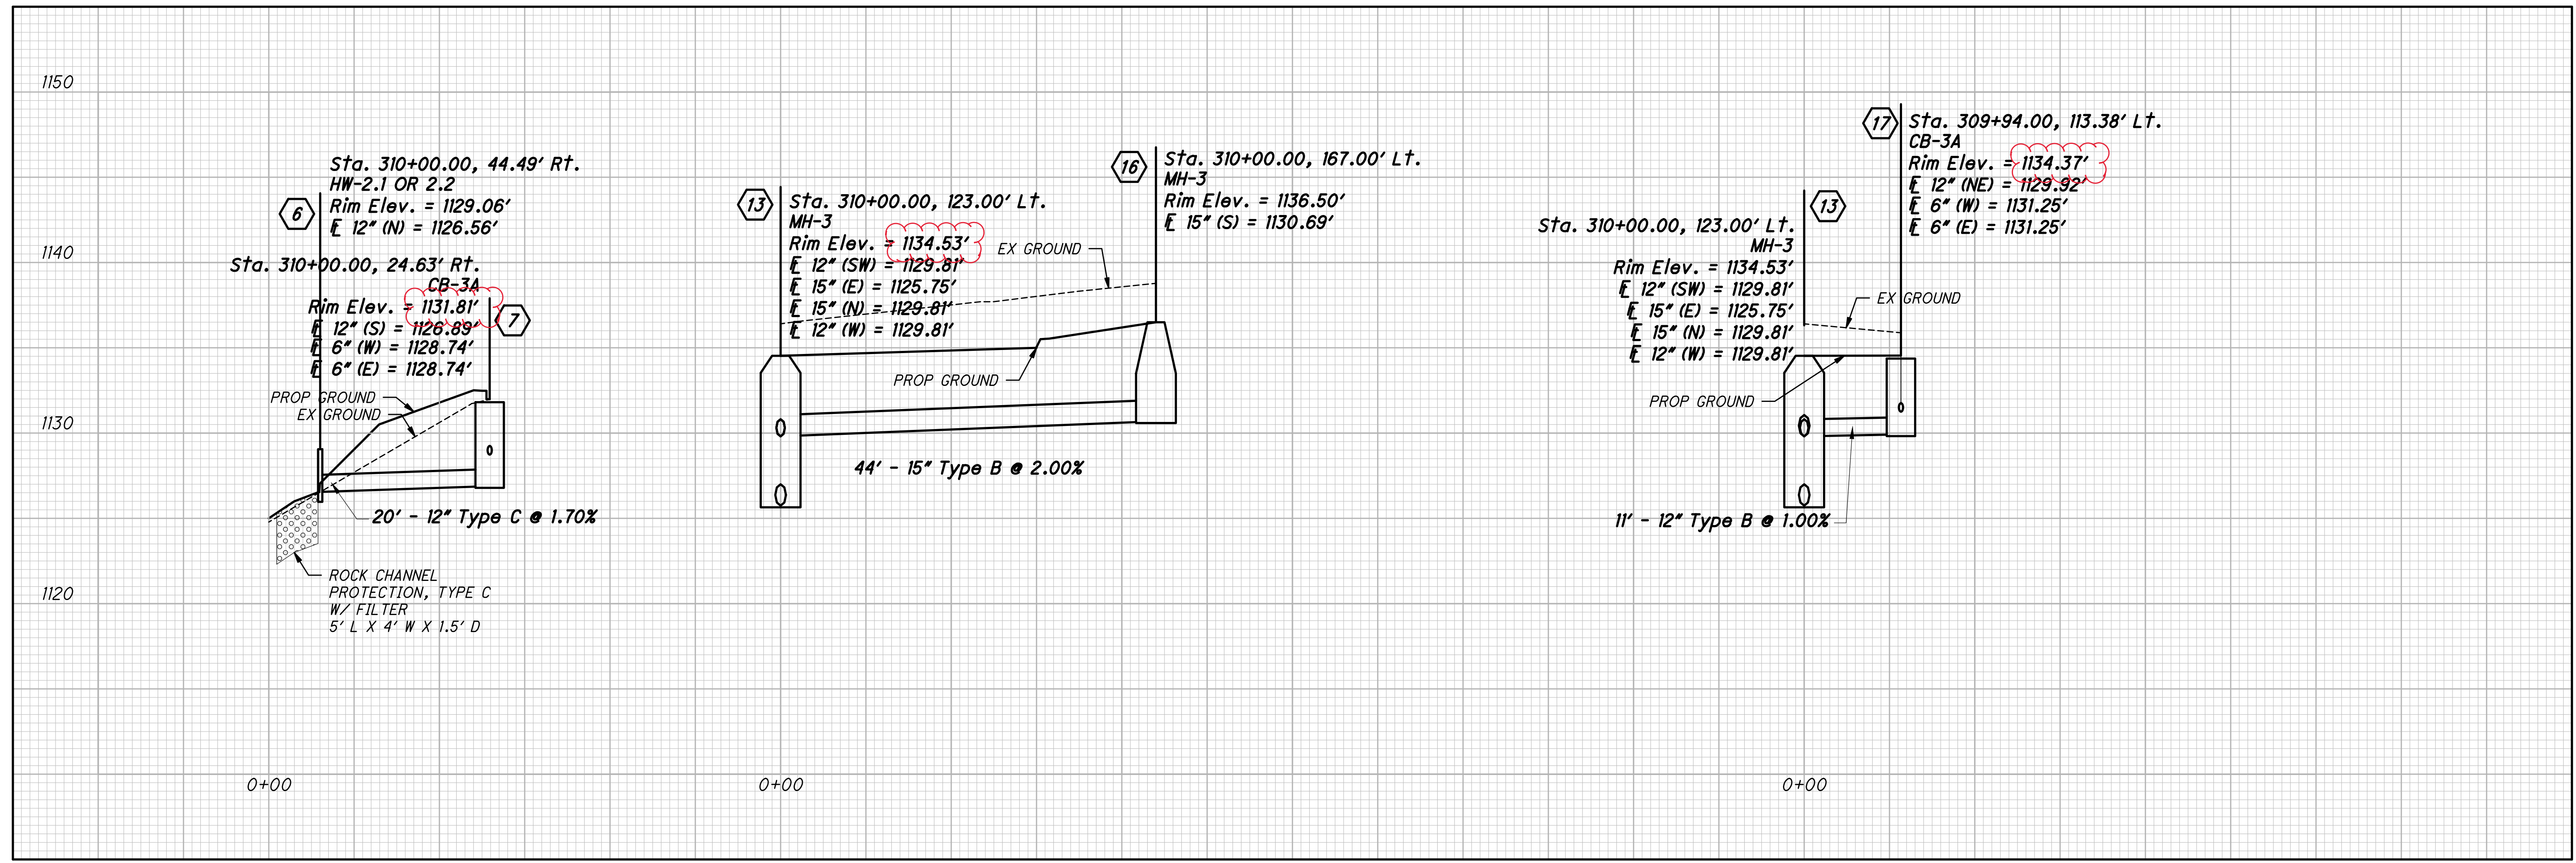 1150
1140
1130
1120
6
Sta. 310+00.00, 44.49' Rt.
HW-2.1 OR 2.2
Rim Elev. = 1129.06'
℄ 12" (N) = 1126.56'
Sta. 310+00.00, 24.63' Rt.
CB-3A
Rim Elev. = 1131.81'
℄ 12" (S) = 1126.89'
℄ 6" (W) = 1128.74'
℄ 6" (E) = 1128.74'
7
PROP GROUND
EX GROUND
20' - 12" Type C @ 1.70%
ROCK CHANNEL
PROTECTION, TYPE C
W/ FILTER
5' L X 4' W X 1.5' D
0+00
13
Sta. 310+00.00, 123.00' Lt.
MH-3
Rim Elev. = 1134.53'
℄ 12" (SW) = 1129.81'
℄ 15" (E) = 1125.75'
℄ 15" (N) = 1129.81'
℄ 12" (W) = 1129.81'
EX GROUND
16
Sta. 310+00.00, 167.00' Lt.
MH-3
Rim Elev. = 1136.50'
℄ 15" (S) = 1130.69'
PROP GROUND
44' - 15" Type B @ 2.00%
0+00
13
Sta. 310+00.00, 123.00' Lt.
MH-3
Rim Elev. = 1134.53'
℄ 12" (SW) = 1129.81'
℄ 15" (E) = 1125.75'
℄ 15" (N) = 1129.81'
℄ 12" (W) = 1129.81'
17
Sta. 309+94.00, 113.38' Lt.
CB-3A
Rim Elev. = 1134.37'
℄ 12" (NE) = 1129.92'
℄ 6" (W) = 1131.25'
℄ 6" (E) = 1131.25'
EX GROUND
PROP GROUND
11' - 12" Type B @ 1.00%
0+00